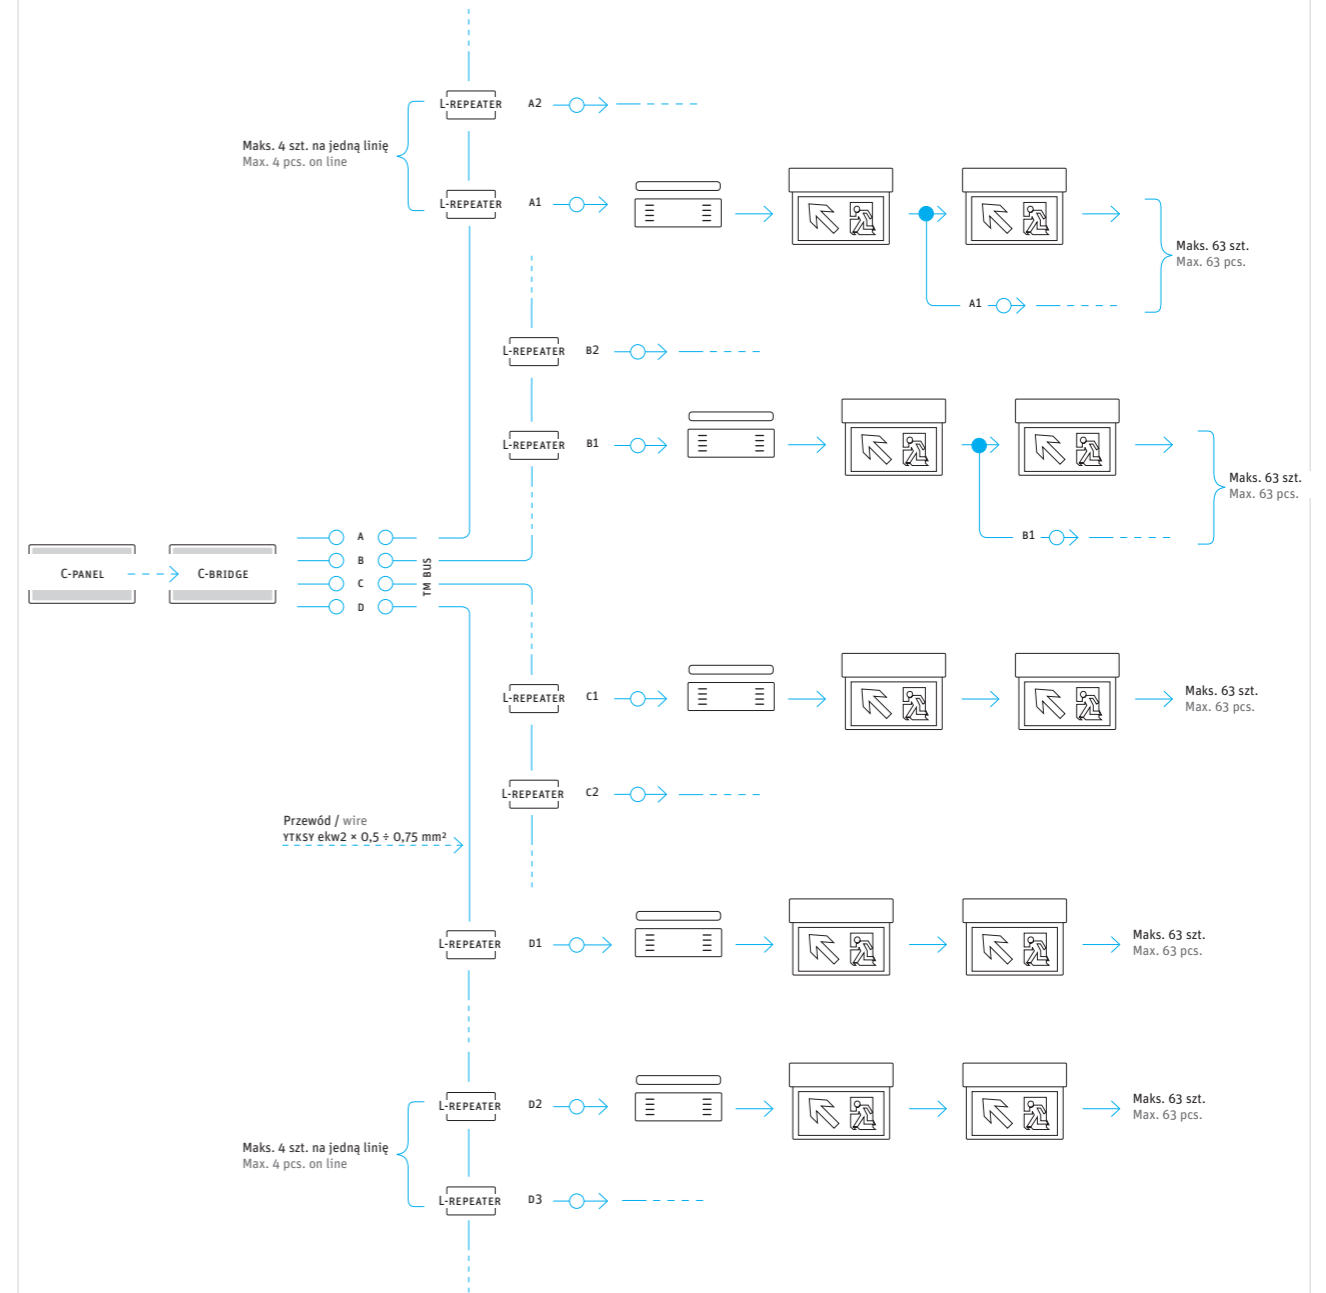 L-REPEATER A2
Maks. 4 szt. na jedną linię
Max. 4 pcs. on line
L-REPEATER A1
Maks. 63 szt.
Max. 63 pcs.
A1
L-REPEATER B2
L-REPEATER B1
Maks. 63 szt.
Max. 63 pcs.
B1
A
B
C
D
TM BUS
C-PANEL
C-BRIDGE
L-REPEATER C1
Maks. 63 szt.
Max. 63 pcs.
L-REPEATER C2
Przewód / wire
YTKSY ekw2 × 0,5 ÷ 0,75 mm²
L-REPEATER D1
Maks. 63 szt.
Max. 63 pcs.
L-REPEATER D2
Maks. 63 szt.
Max. 63 pcs.
Maks. 4 szt. na jedną linię
Max. 4 pcs. on line
L-REPEATER D3